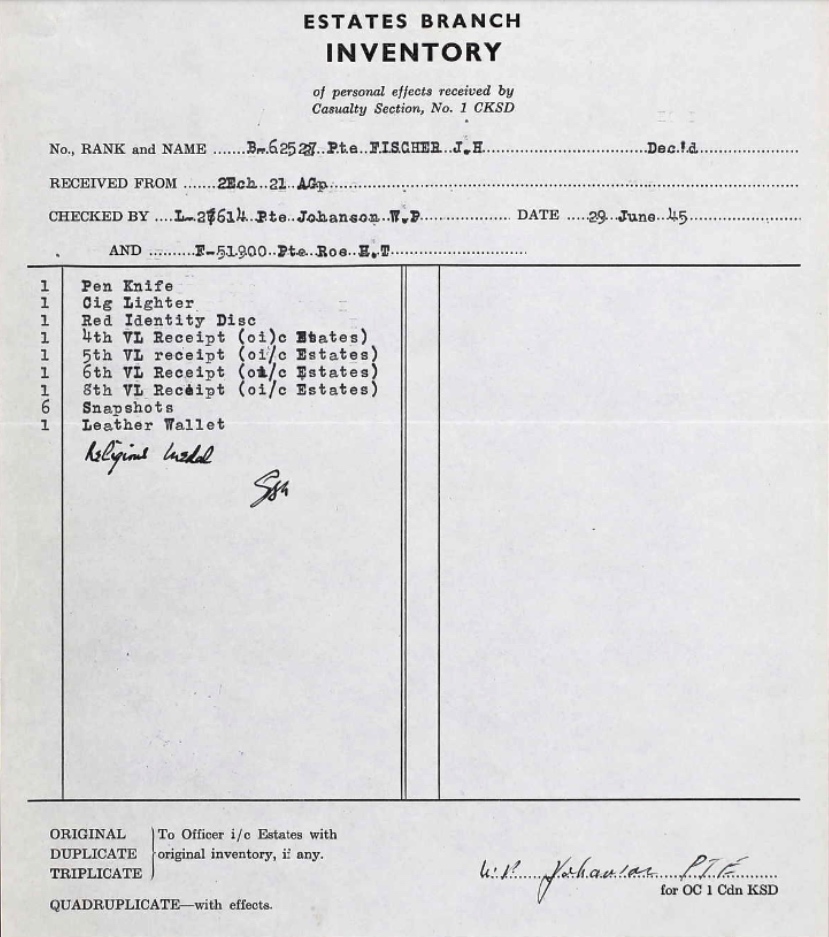 ESTATES BRANCH
INVENTORY
of personal effects received by
Casualty Section, No. 1 CKSD
No., RANK and NAME B-62527 Pte FISCHER J.H Dec'd
RECEIVED FROM 2Ech 21 AGp
CHECKED BY L-27614 Pte Johanson W.P DATE 29 June 45
AND F-51900 Pte Roe H.T
1 Pen Knife
1 Cig Lighter
1 Red Identity Disc
1 4th VL Receipt (oi)c Estates)
1 5th VL receipt (oi/c Estates)
1 6th VL Receipt (oi/c Estates)
1 8th VL Receipt (oi/c Estates)
6 Snapshots
1 Leather Wallet
Religious medal
ORIGINAL
DUPLICATE
TRIPLICATE
To Officer i/c Estates with
original inventory, if any.
W.P. Johanson PTE
for OC 1 Cdn KSD
QUADRUPLICATE—with effects.